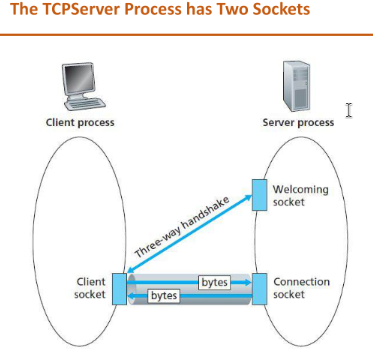 The TCPServer Process has Two Sockets
Client process
Server process
Welcoming
socket
Three-way handshake
Client
socket
bytes
bytes
Connection
socket